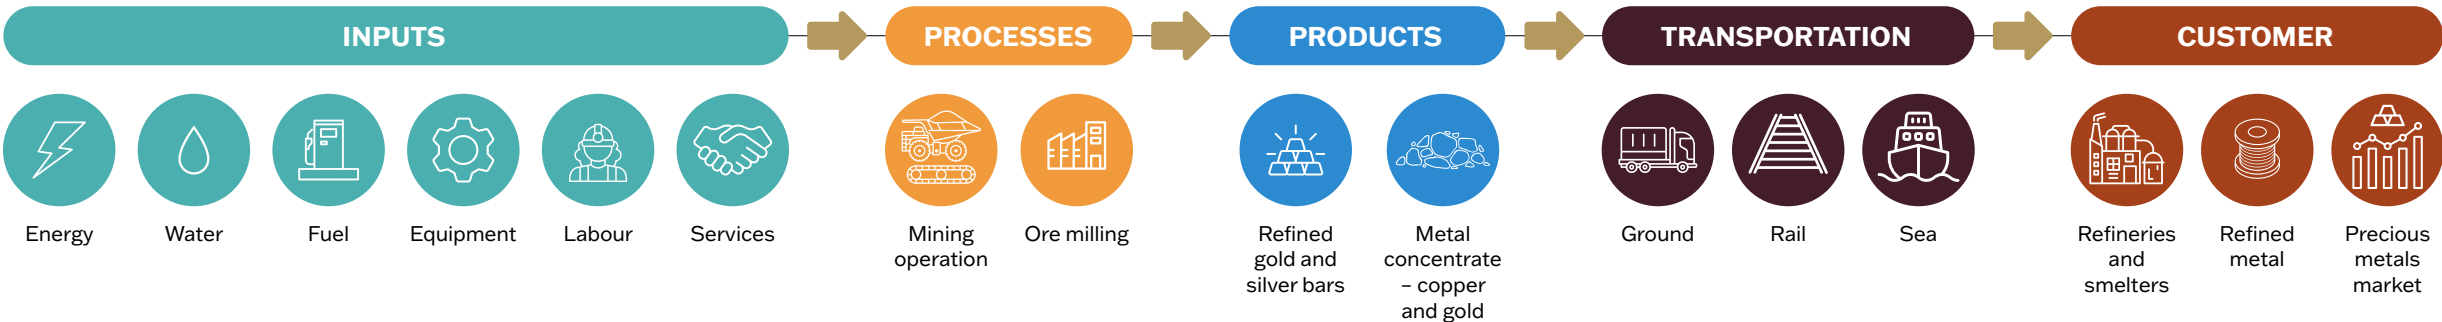 INPUTS
PROCESSES
PRODUCTS
TRANSPORTATION
CUSTOMER
Energy
Water
Fuel
Equipment
Labour
Services
Mining
operation
Ore milling
Refined
gold and
silver bars
Metal
concentrate
– copper
and gold
Ground
Rail
Sea
Refineries
and
smelters
Refined
metal
Precious
metals
market